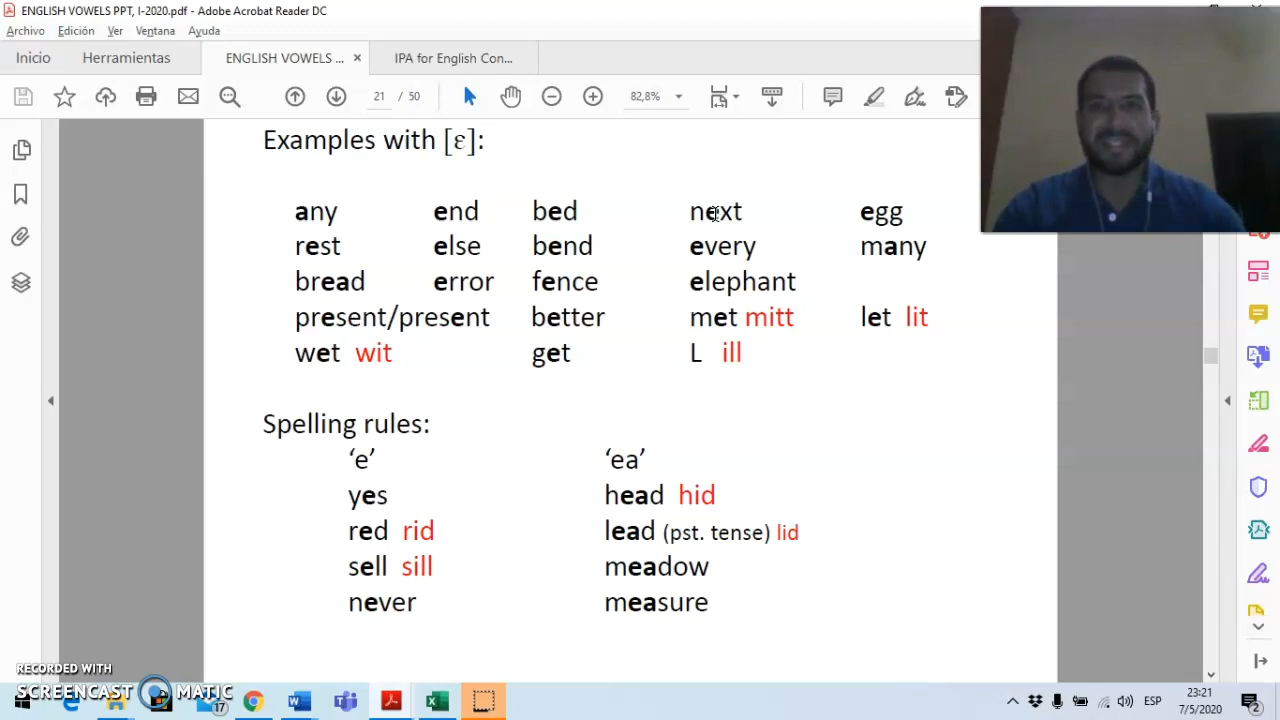 ENGLISH VOWELS PPT, I-2020.pdf - Adobe Acrobat Reader DC
Archivo Edición Ver Ventana Ayuda
Inicio Herramientas ENGLISH VOWELS ... × IPA for English Con...
21 / 50 82,8%
Examples with [ɛ]:
any end bed next egg
rest else bend every many
bread error fence elephant
present/present better met mitt let lit
wet wit get L ill
Spelling rules:
‘e’ ‘ea’
yes head hid
red rid lead (pst. tense) lid
sell sill meadow
never measure
RECORDED WITH
SCREENCAST MATIC
17 ESP 23:21
7/5/2020 2